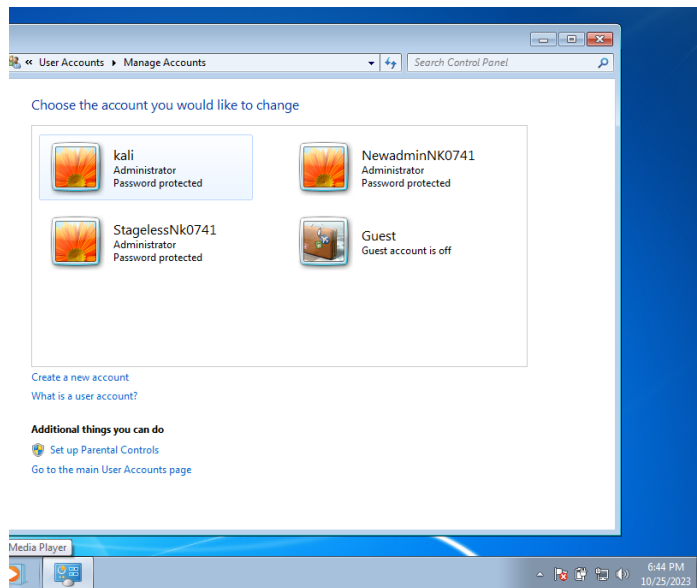 « User Accounts ▸ Manage Accounts
Search Control Panel
Choose the account you would like to change
kali
Administrator
Password protected
NewadminNK0741
Administrator
Password protected
StagelessNk0741
Administrator
Password protected
Guest
Guest account is off
Create a new account
What is a user account?
Additional things you can do
Set up Parental Controls
Go to the main User Accounts page
Media Player
6:44 PM
10/25/2023